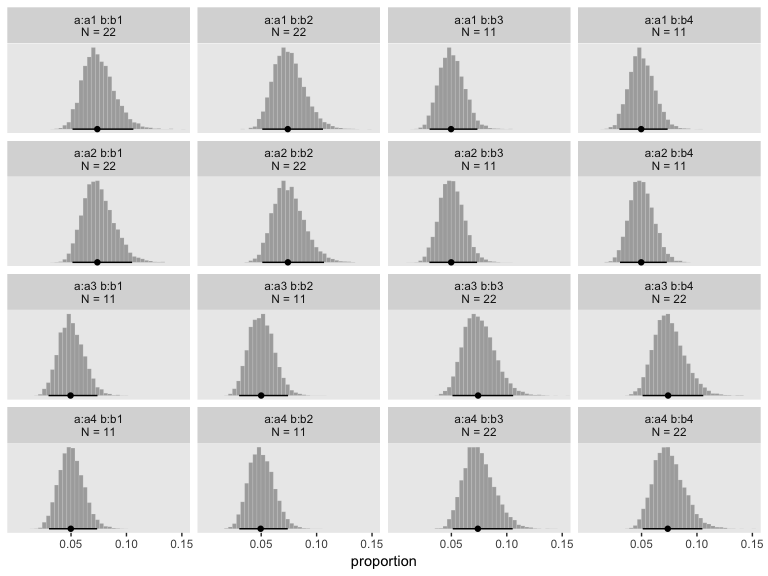 a:a1 b:b1
N = 22
a:a1 b:b2
N = 22
a:a1 b:b3
N = 11
a:a1 b:b4
N = 11
a:a2 b:b1
N = 22
a:a2 b:b2
N = 22
a:a2 b:b3
N = 11
a:a2 b:b4
N = 11
a:a3 b:b1
N = 11
a:a3 b:b2
N = 11
a:a3 b:b3
N = 22
a:a3 b:b4
N = 22
a:a4 b:b1
N = 11
a:a4 b:b2
N = 11
a:a4 b:b3
N = 22
a:a4 b:b4
N = 22
0.05 0.10 0.15
0.05 0.10 0.15
0.05 0.10 0.15
0.05 0.10 0.15
proportion